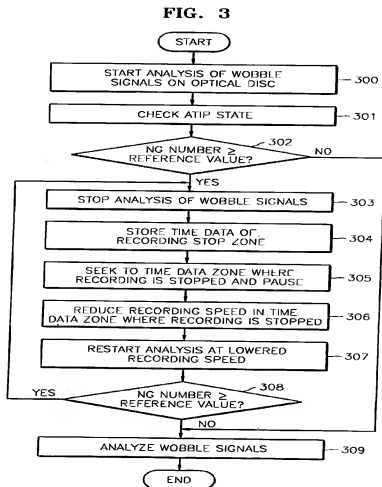 FIG. 3
START
START ANALYSIS OF WOBBLE
SIGNALS ON OPTICAL DISC
300
CHECK ATIP STATE
301
302
NG NUMBER ≥
REFERENCE VALUE?
NO
YES
STOP ANALYSIS OF WOBBLE SIGNALS
303
STORE TIME DATA OF
RECORDING STOP ZONE
304
SEEK TO TIME DATA ZONE WHERE
RECORDING IS STOPPED AND PAUSE
305
REDUCE RECORDING SPEED IN TIME
DATA ZONE WHERE RECORDING IS STOPPED
306
RESTART ANALYSIS AT LOWERED
RECORDING SPEED
307
308
YES
NG NUMBER ≥
REFERENCE VALUE?
NO
ANALYZE WOBBLE SIGNALS
309
END